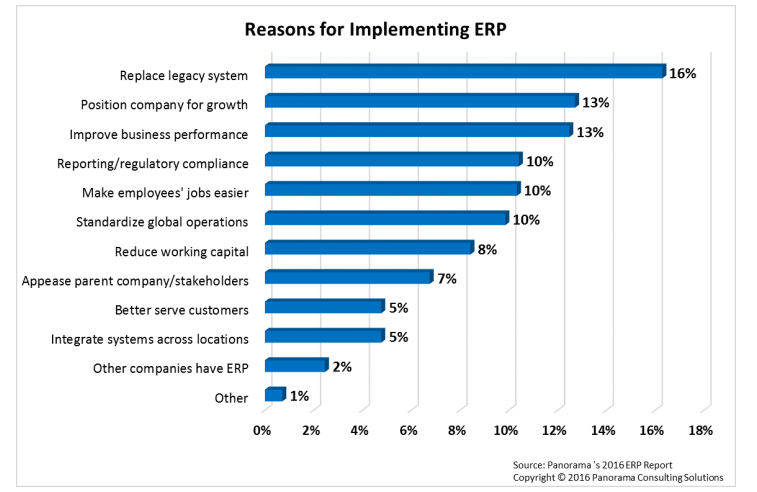 Reasons for Implementing ERP
Replace legacy system 16%
Position company for growth 13%
Improve business performance 13%
Reporting/regulatory compliance 10%
Make employees' jobs easier 10%
Standardize global operations 10%
Reduce working capital 8%
Appease parent company/stakeholders 7%
Better serve customers 5%
Integrate systems across locations 5%
Other companies have ERP 2%
Other 1%
0% 2% 4% 6% 8% 10% 12% 14% 16% 18%
Source: Panorama 's 2016 ERP Report
Copyright © 2016 Panorama Consulting Solutions